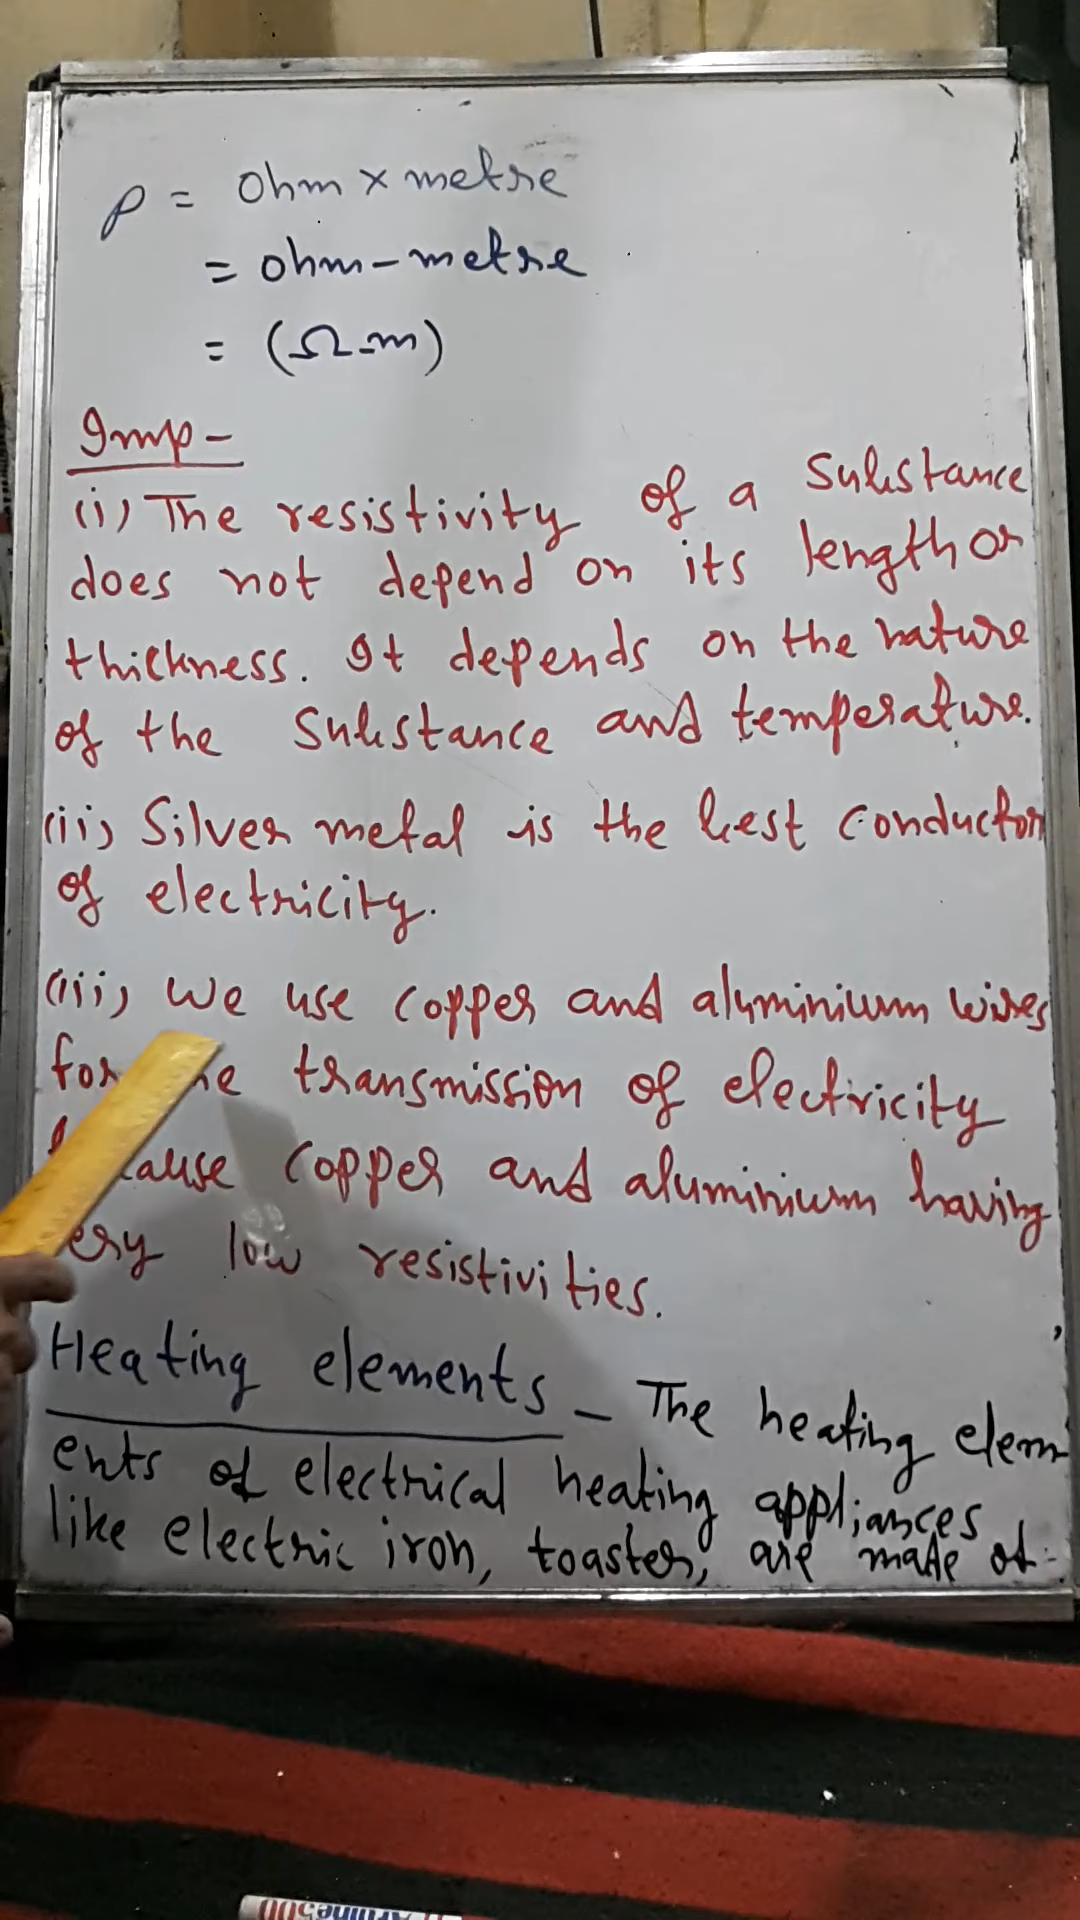 ρ = ohm × metre
= ohm-metre
= (Ω-m)
Imp-
(i) The resistivity of a substance
does not depend on its length or
thickness. It depends on the nature
of the substance and temperature.
(ii) Silver metal is the best conductor
of electricity.
(iii) We use copper and aluminium wires
for transmission of electricity
copper and aluminium having
low resistivities.
Heating elements - The heating elem
ents of electrical heating appliances
like electric iron, toaster, are made of